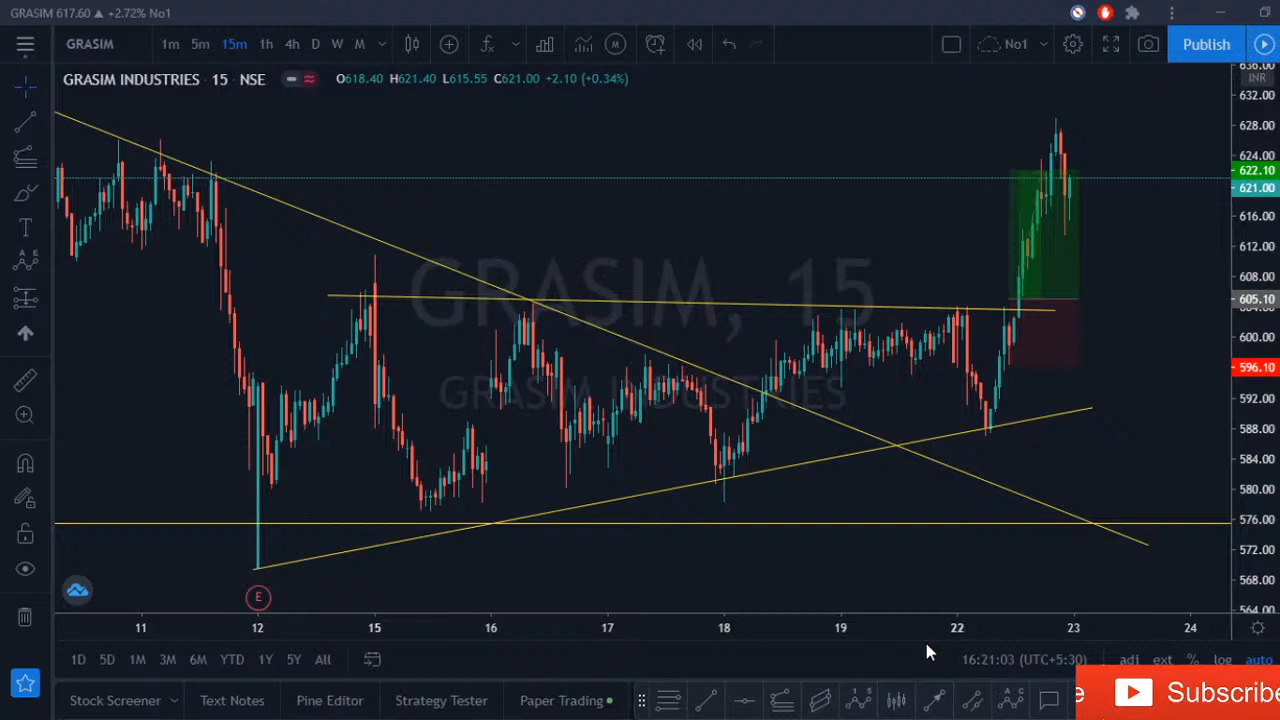 GRASIM 617.60 ▲ +2.72% No1
GRASIM 1m 5m 15m 1h 4h D W M No1 Publish
GRASIM INDUSTRIES · 15 · NSE O618.40 H621.40 L615.55 C621.00 +2.10 (+0.34%)
INR
636.00
632.00
628.00
624.00
622.10
621.00
616.00
612.00
608.00
605.10
604.00
600.00
596.10
592.00
588.00
584.00
580.00
576.00
572.00
568.00
564.00
GRASIM, 15
GRASIM INDUSTRIES
E
11 12 15 16 17 18 19 22 23 24
1D 5D 1M 3M 6M YTD 1Y 5Y All 16:21:03 (UTC+5:30) adj ext % log auto
Stock Screener Text Notes Pine Editor Strategy Tester Paper Trading e Subscribe